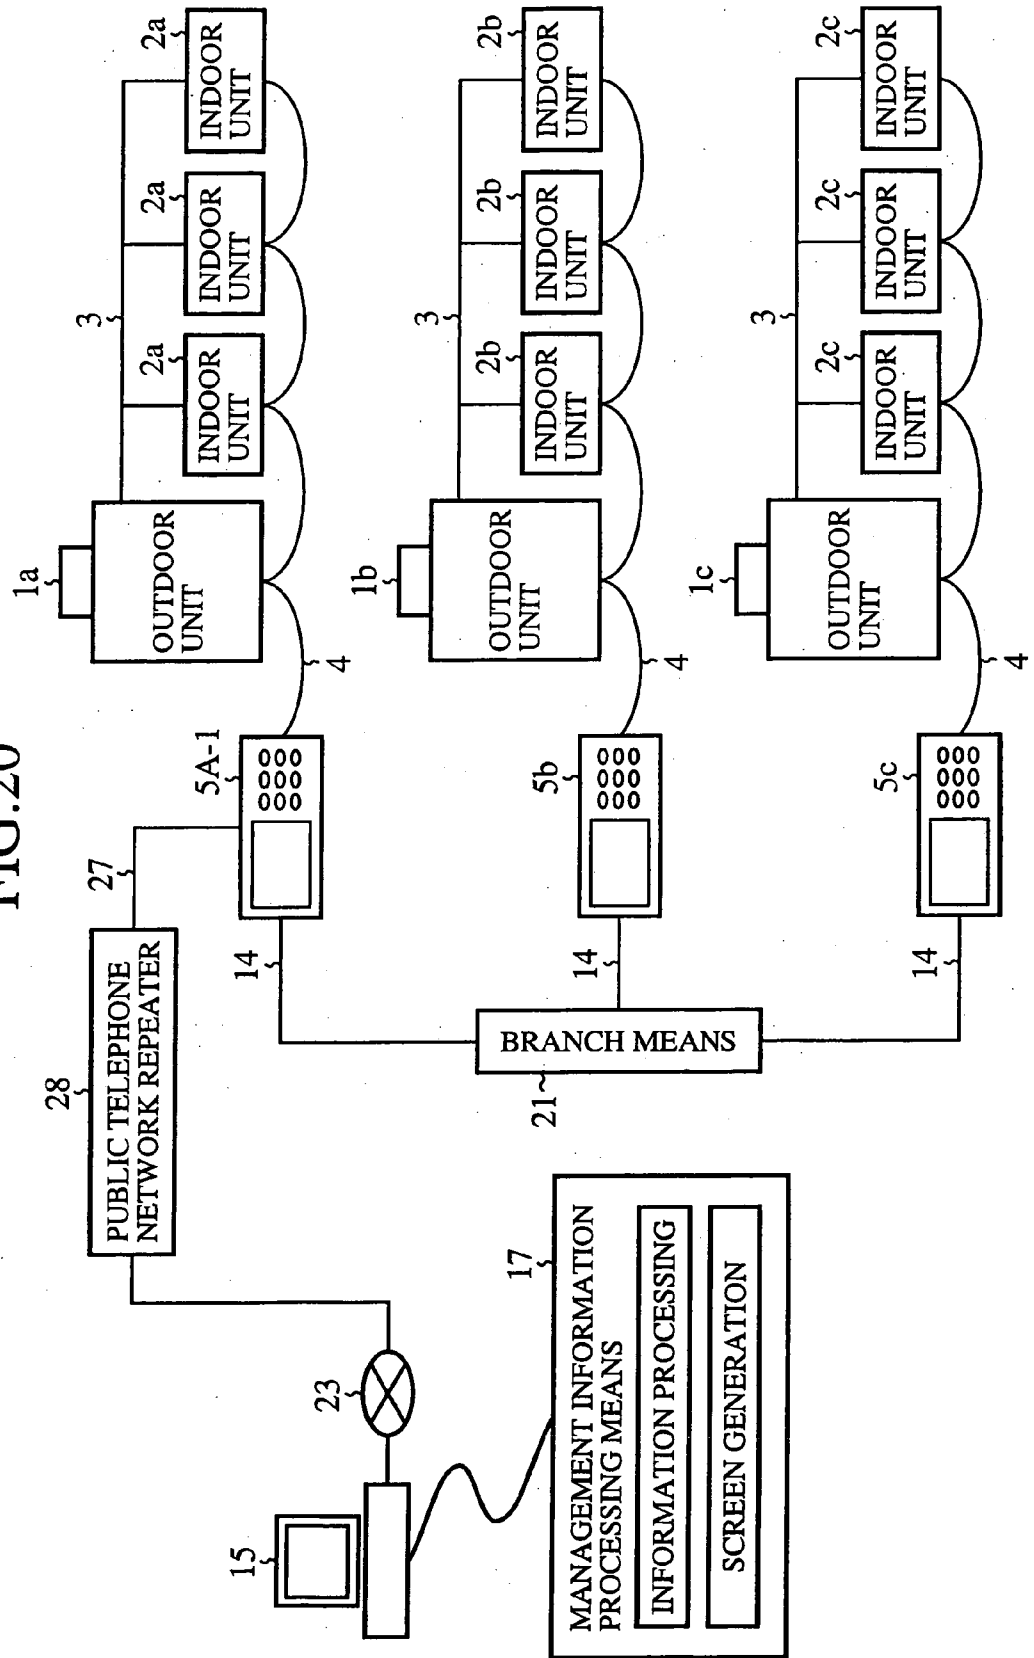 FIG.20
15
23
28
PUBLIC TELEPHONE
NETWORK REPEATER
27
17
MANAGEMENT INFORMATION
PROCESSING MEANS
INFORMATION PROCESSING
SCREEN GENERATION
21
BRANCH MEANS
14
14
14
5A-1
4
1a
OUTDOOR
UNIT
3
2a
INDOOR
UNIT
2a
INDOOR
UNIT
2a
INDOOR
UNIT
5b
4
1b
OUTDOOR
UNIT
3
2b
INDOOR
UNIT
2b
INDOOR
UNIT
2b
INDOOR
UNIT
5c
4
1c
OUTDOOR
UNIT
3
2c
INDOOR
UNIT
2c
INDOOR
UNIT
2c
INDOOR
UNIT